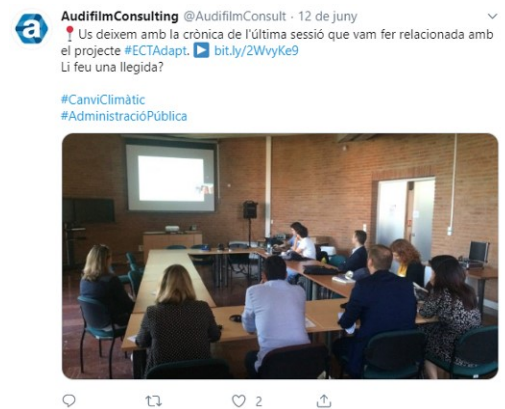 AudifilmConsulting @AudifilmConsult · 12 de juny
📍Us deixem amb la crònica de l'última sessió que vam fer relacionada amb
el projecte #ECTAdapt. ▶ bit.ly/2WvyKe9
Li feu una llegida?
#CanviClimàtic
#AdministracióPública
2